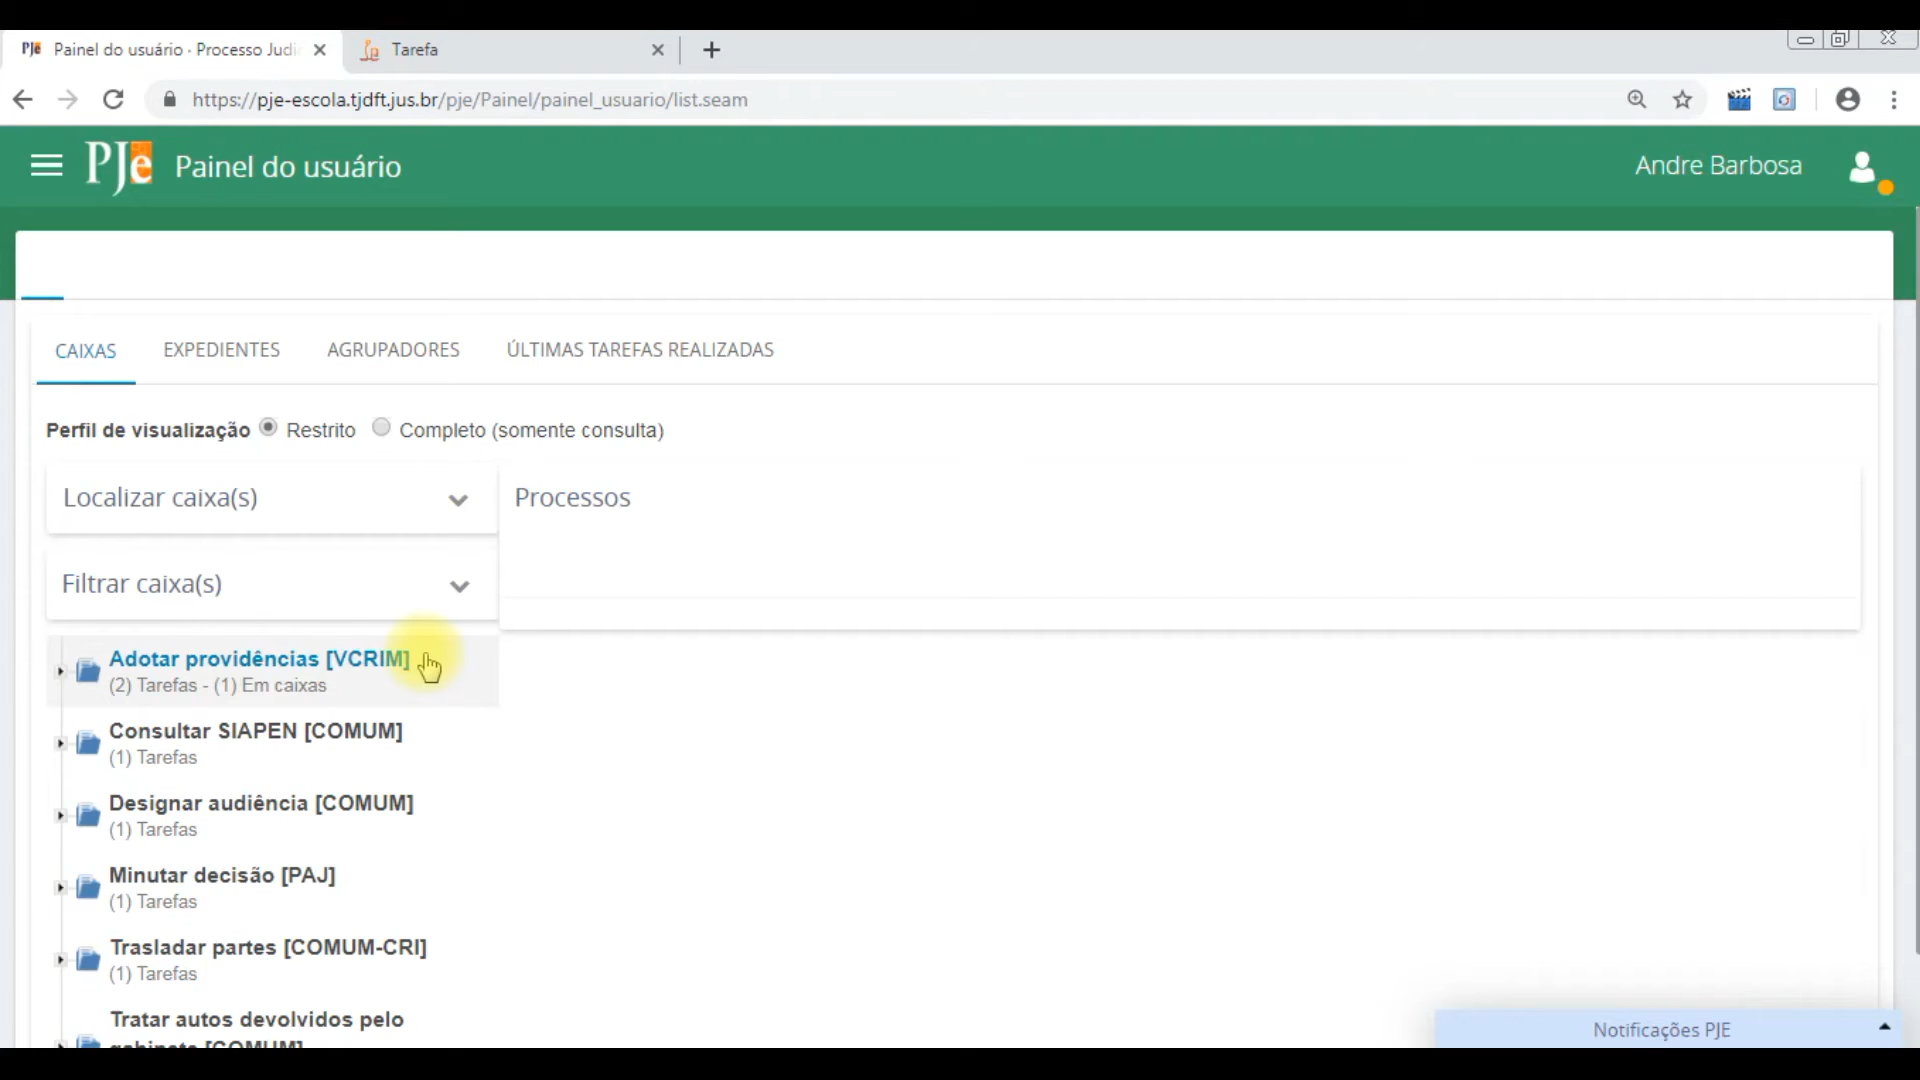 PJe Painel do usuário · Processo Judi
Tarefa
https://pje-escola.tjdft.jus.br/pje/Painel/painel_usuario/list.seam
PJe Painel do usuário
Andre Barbosa
CAIXAS EXPEDIENTES AGRUPADORES ÚLTIMAS TAREFAS REALIZADAS
Perfil de visualização Restrito Completo (somente consulta)
Localizar caixa(s)
Processos
Filtrar caixa(s)
Adotar providências [VCRIM]
(2) Tarefas - (1) Em caixas
Consultar SIAPEN [COMUM]
(1) Tarefas
Designar audiência [COMUM]
(1) Tarefas
Minutar decisão [PAJ]
(1) Tarefas
Trasladar partes [COMUM-CRI]
(1) Tarefas
Tratar autos devolvidos pelo
gabinete [COMUM]
Notificações PJE